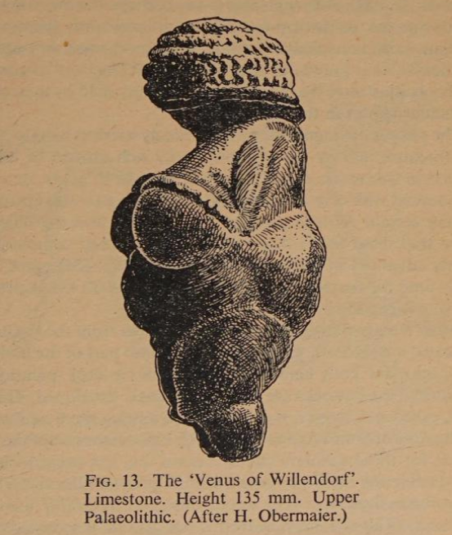 FIG. 13. The ‘Venus of Willendorf’.
Limestone. Height 135 mm. Upper
Palaeolithic. (After H. Obermaier.)